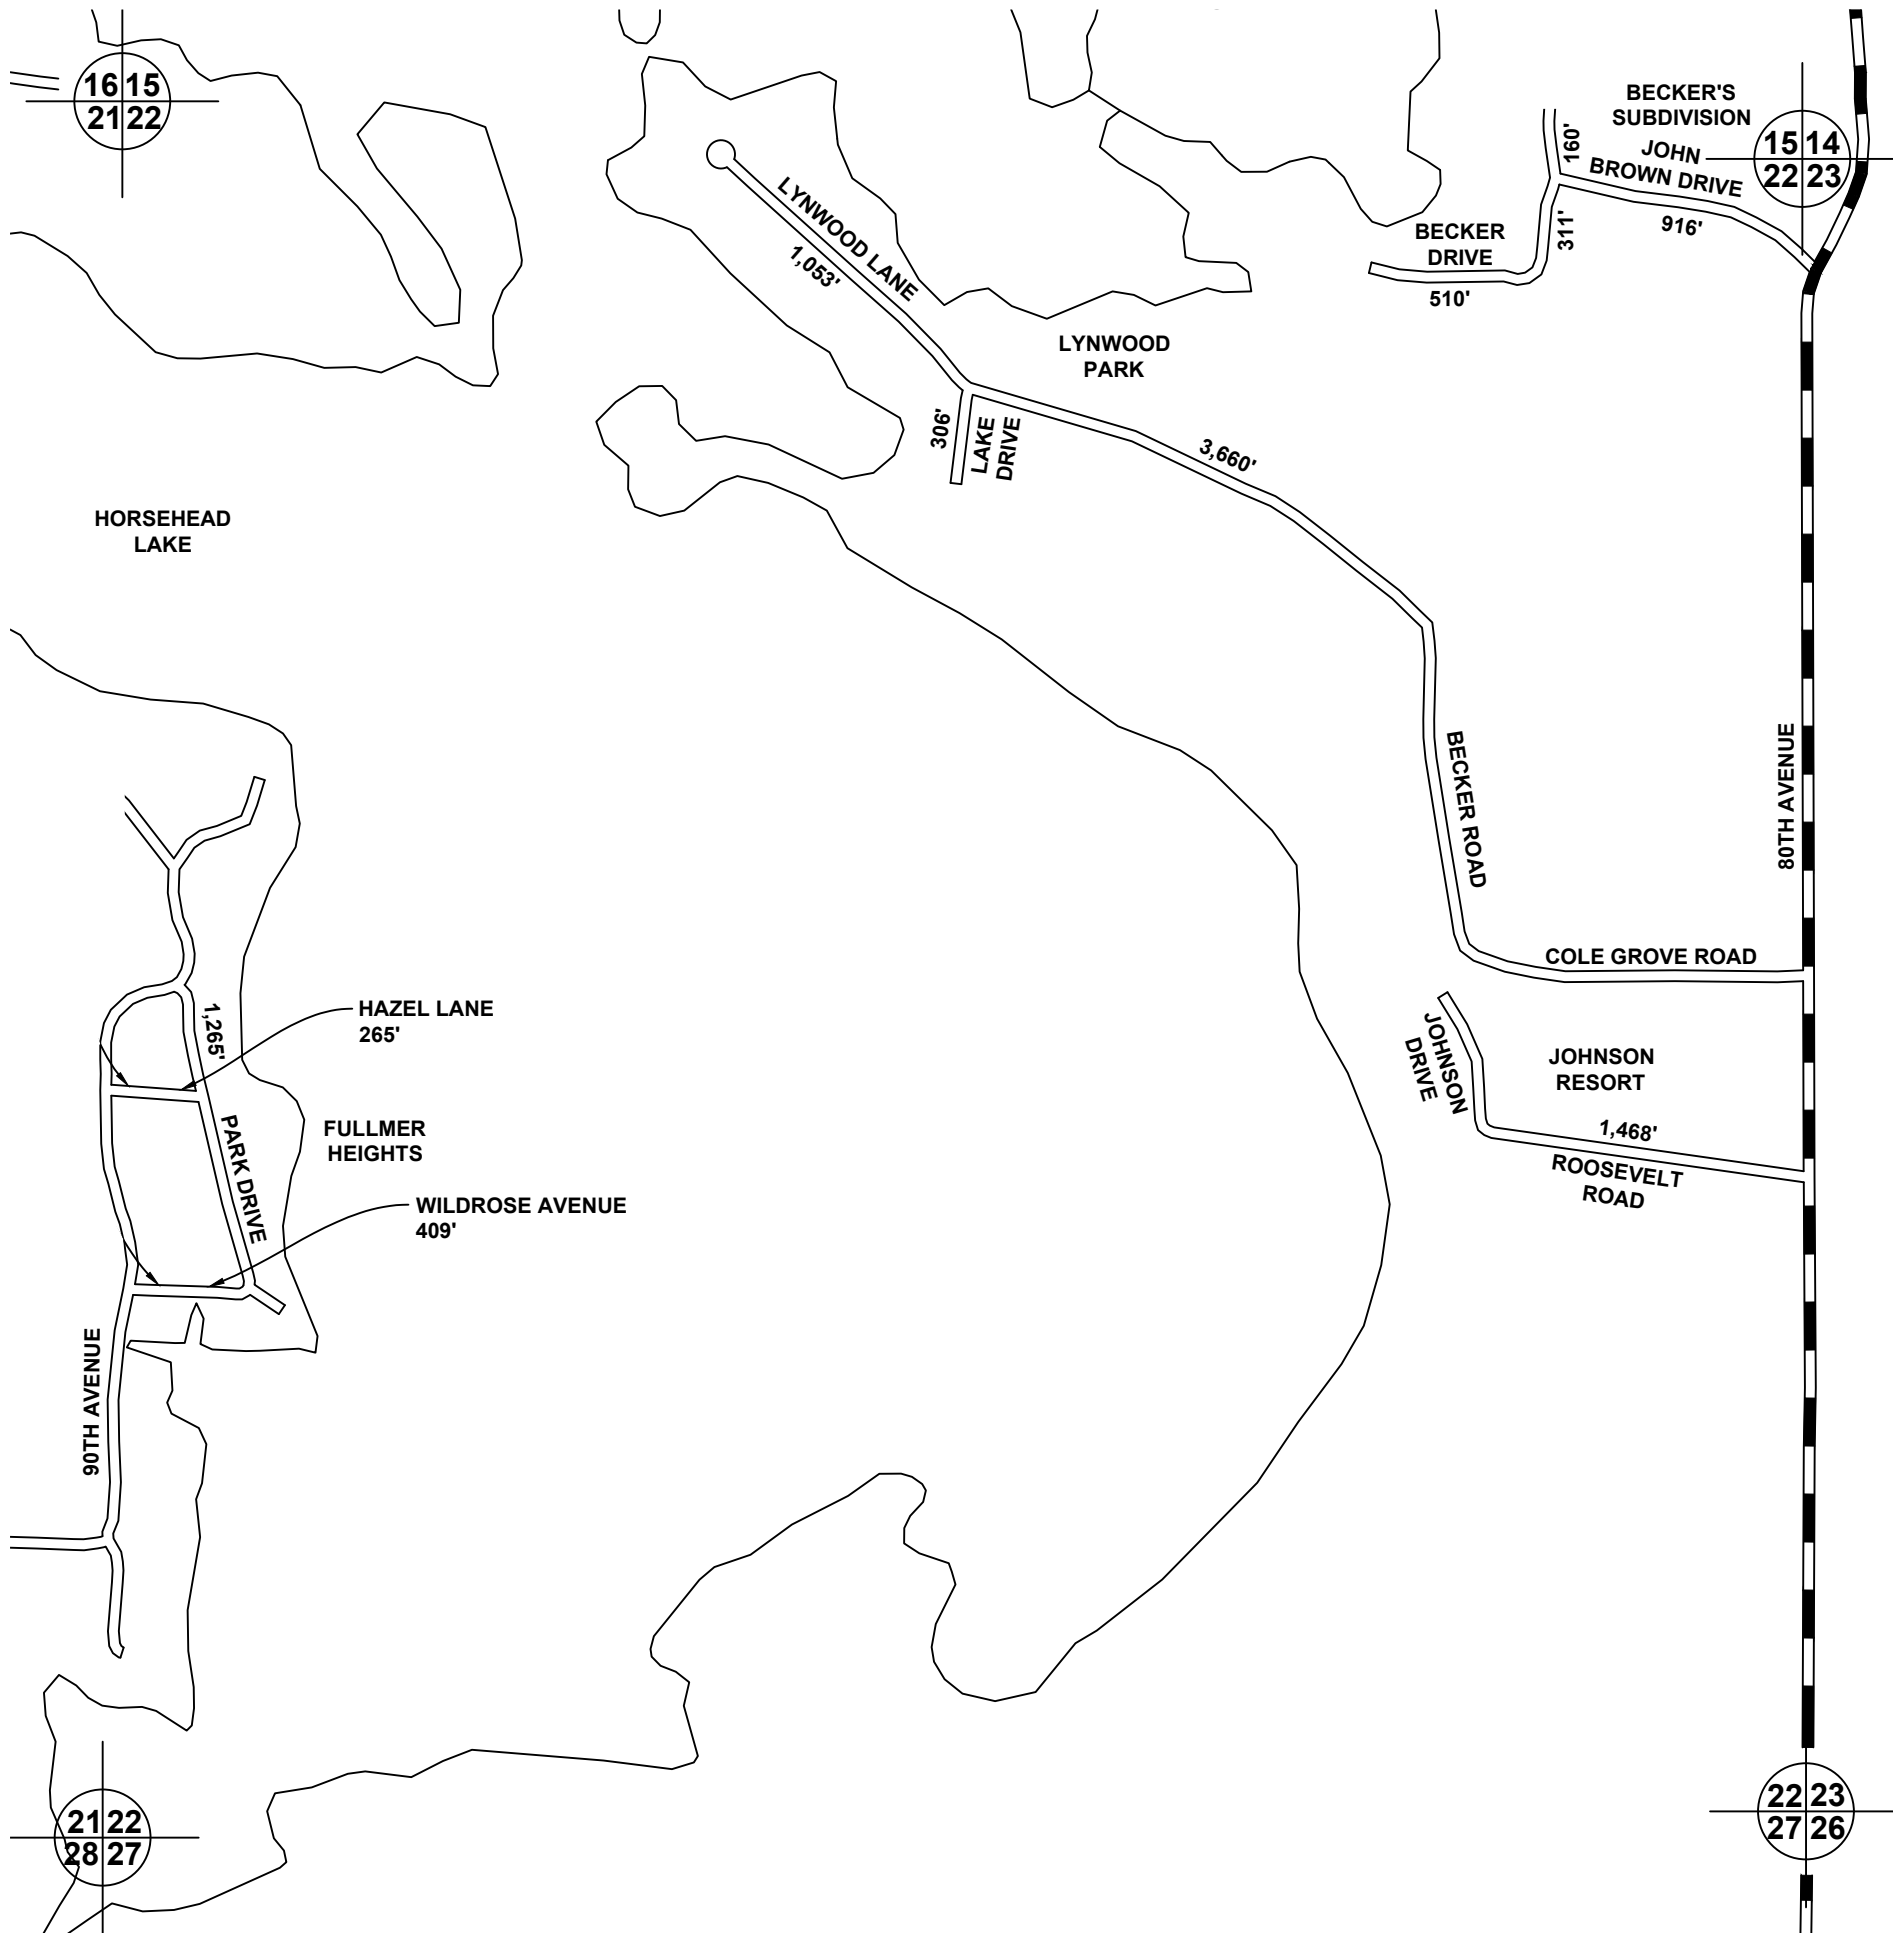 16 15
21 22
BECKER'S
SUBDIVISION
15 14
22 23
160'
JOHN
BROWN DRIVE
916'
311'
BECKER
DRIVE
510'
LYNWOOD LANE
1,053'
LYNWOOD
PARK
306'
LAKE
DRIVE
3,660'
HORSEHEAD
LAKE
BECKER ROAD
80TH AVENUE
COLE GROVE ROAD
1,265'
HAZEL LANE
265'
JOHNSON
DRIVE
JOHNSON
RESORT
PARK DRIVE
FULLMER
HEIGHTS
1,468'
ROOSEVELT
ROAD
WILDROSE AVENUE
409'
90TH AVENUE
21 22
28 27
22 23
27 26